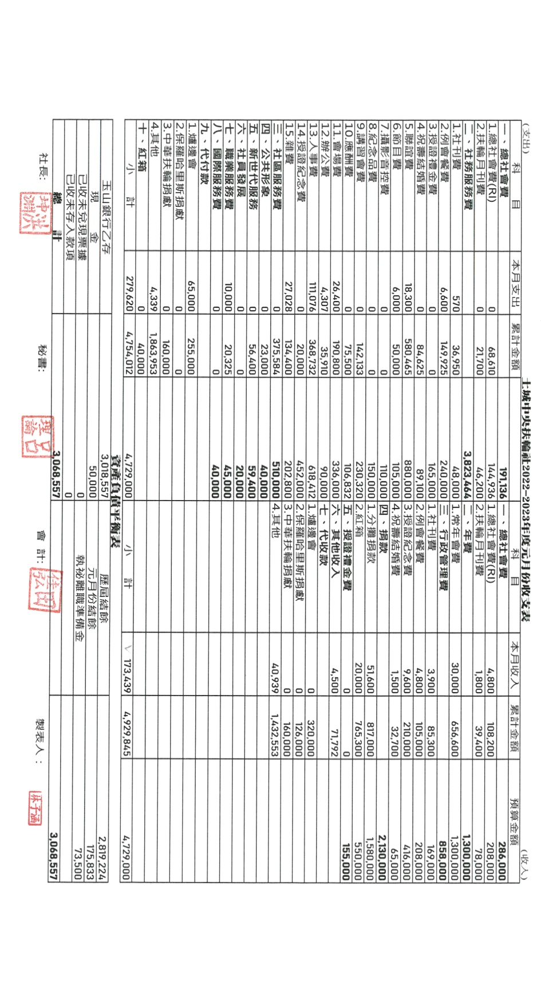 土城中央扶輪社2022-2023年度元月份收支表
(支出) (收入)
科 目 本月支出 累計金額 科 目 本月收入 累計金額 預算金額
一、總社會費 191,136 一、總社會費 286,000
1.總社會費(RI) 0 68,610 144,936 1.總社會費(RI) 4,800 108,200 208,000
2.扶輪月刊費 0 21,700 46,200 2.扶輪月刊費 1,800 39,400 78,000
二、社務服務費 3,823,464 二、年費 1,300,000
1.社刊費 570 36,950 48,000 1.常年會費 30,000 656,600 1,300,000
2.例會餐費 6,600 149,925 240,000 三、行政管理費 858,000
3.授證禮金費 0 0 165,000 1.社刊費 3,900 85,300 169,000
4.祝壽結婚費 0 84,625 89,100 2.例會餐費 4,800 105,000 208,000
5.聯誼費 18,300 580,465 880,000 3.授證紀念費 9,600 210,000 416,000
6.節目費 6,000 50,000 105,000 4.祝壽結婚費 1,500 32,700 65,000
7.攝影音控費 0 0 110,000 四、捐款 2,130,000
8.紀念品費 0 0 150,000 1.分攤捐款 51,600 817,000 1,580,000
9.講習會費 0 142,133 230,320 2.紅箱 20,000 765,300 550,000
10.應酬費 0 75,500 106,832 五、授證禮金費 0 0 155,000
11.會場費 26,400 190,800 336,000 六、其他收入 4,500 71,792
12.辦公費 4,307 35,910 90,000 七、代收款
13.人事費 111,076 368,732 618,412 1.爐邊會 0 320,000
14.授證紀念費 0 20,000 452,000 2.保羅哈里斯捐獻 0 126,000
15.雜費 27,028 134,400 202,800 3.中華扶輪捐獻 0 160,000
三、社區服務費 0 375,584 510,000 4.其他 40,939 1,432,553
四、公共形象 0 23,000 40,000
五、新世代服務 0 56,400 59,400
六、社員發展 0 0 20,000
七、職業服務費 10,000 20,325 45,000
八、國際服務費 0 0 40,000
九、代付款
1.爐邊會 65,000 255,000
2.保羅哈里斯捐獻 0 0
3.中華扶輪捐獻 0 160,000
4.其他 4,339 1,863,953
十、紅箱 0 40,000
小 計 279,620 4,754,012 4,729,000 小 計 173,439 4,929,845 4,729,000
資產負債平衡表
玉山銀行乙存 3,018,557 歷屆結餘 2,819,224
現 金 50,000 元月份結餘 175,833
已收未兌現票據 0 執祕離職準備金 73,500
已收未存入款項 0
總 計 3,068,557 3,068,557
社長: 秘書: 會 計: 製表人:
林子涵